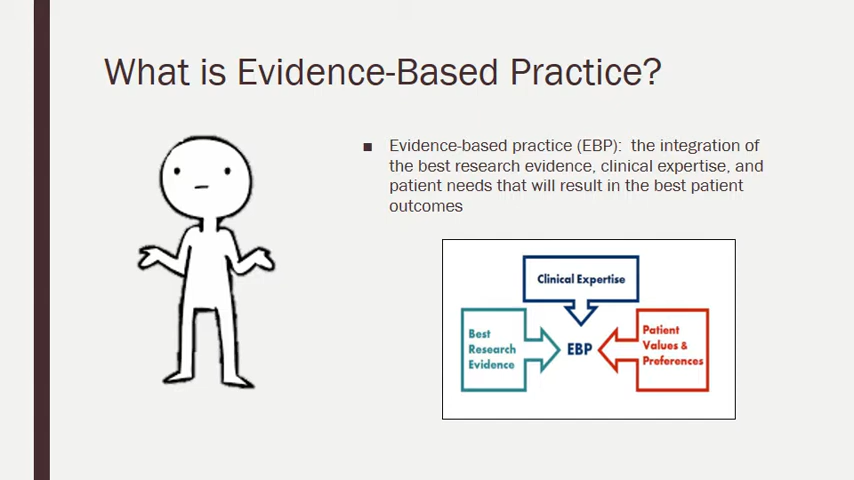 What is Evidence-Based Practice?
■ Evidence-based practice (EBP): the integration of
the best research evidence, clinical expertise, and
patient needs that will result in the best patient
outcomes
Clinical Expertise
Best
Research
Evidence
EBP
Patient
Values &
Preferences